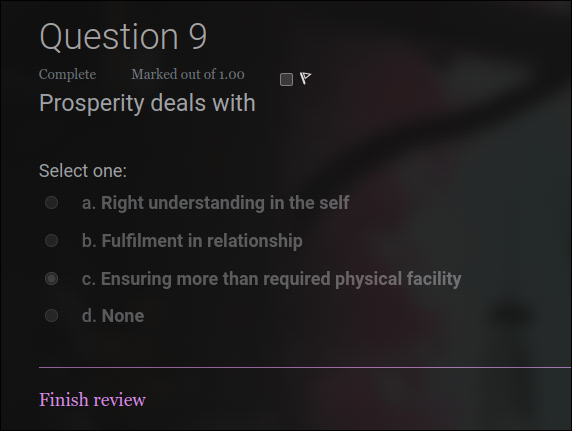 Question 9
Complete Marked out of 1.00
Prosperity deals with
Select one:
a. Right understanding in the self
b. Fulfilment in relationship
c. Ensuring more than required physical facility
d. None
Finish review